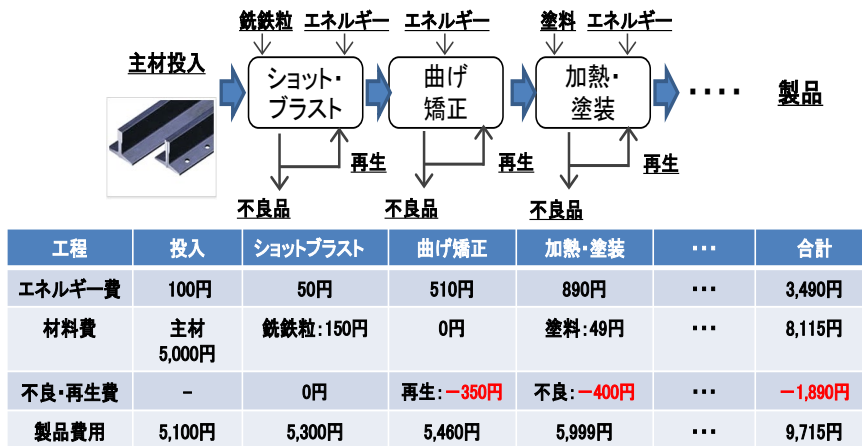 銑鉄粒 エネルギー エネルギー 塗料 エネルギー
主材投入
ショット・
ブラスト
曲げ
矯正
加熱・
塗装
････
製品
再生 再生 再生
不良品 不良品 不良品
工程 投入 ショットブラスト 曲げ矯正 加熱・塗装 ･･･ 合計
エネルギー費 100円 50円 510円 890円 ･･･ 3,490円
材料費 主材 5,000円 銑鉄粒：150円 0円 塗料：49円 ･･･ 8,115円
不良・再生費 － 0円 再生：－350円 不良：－400円 ･･･ －1,890円
製品費用 5,100円 5,300円 5,460円 5,999円 ･･･ 9,715円